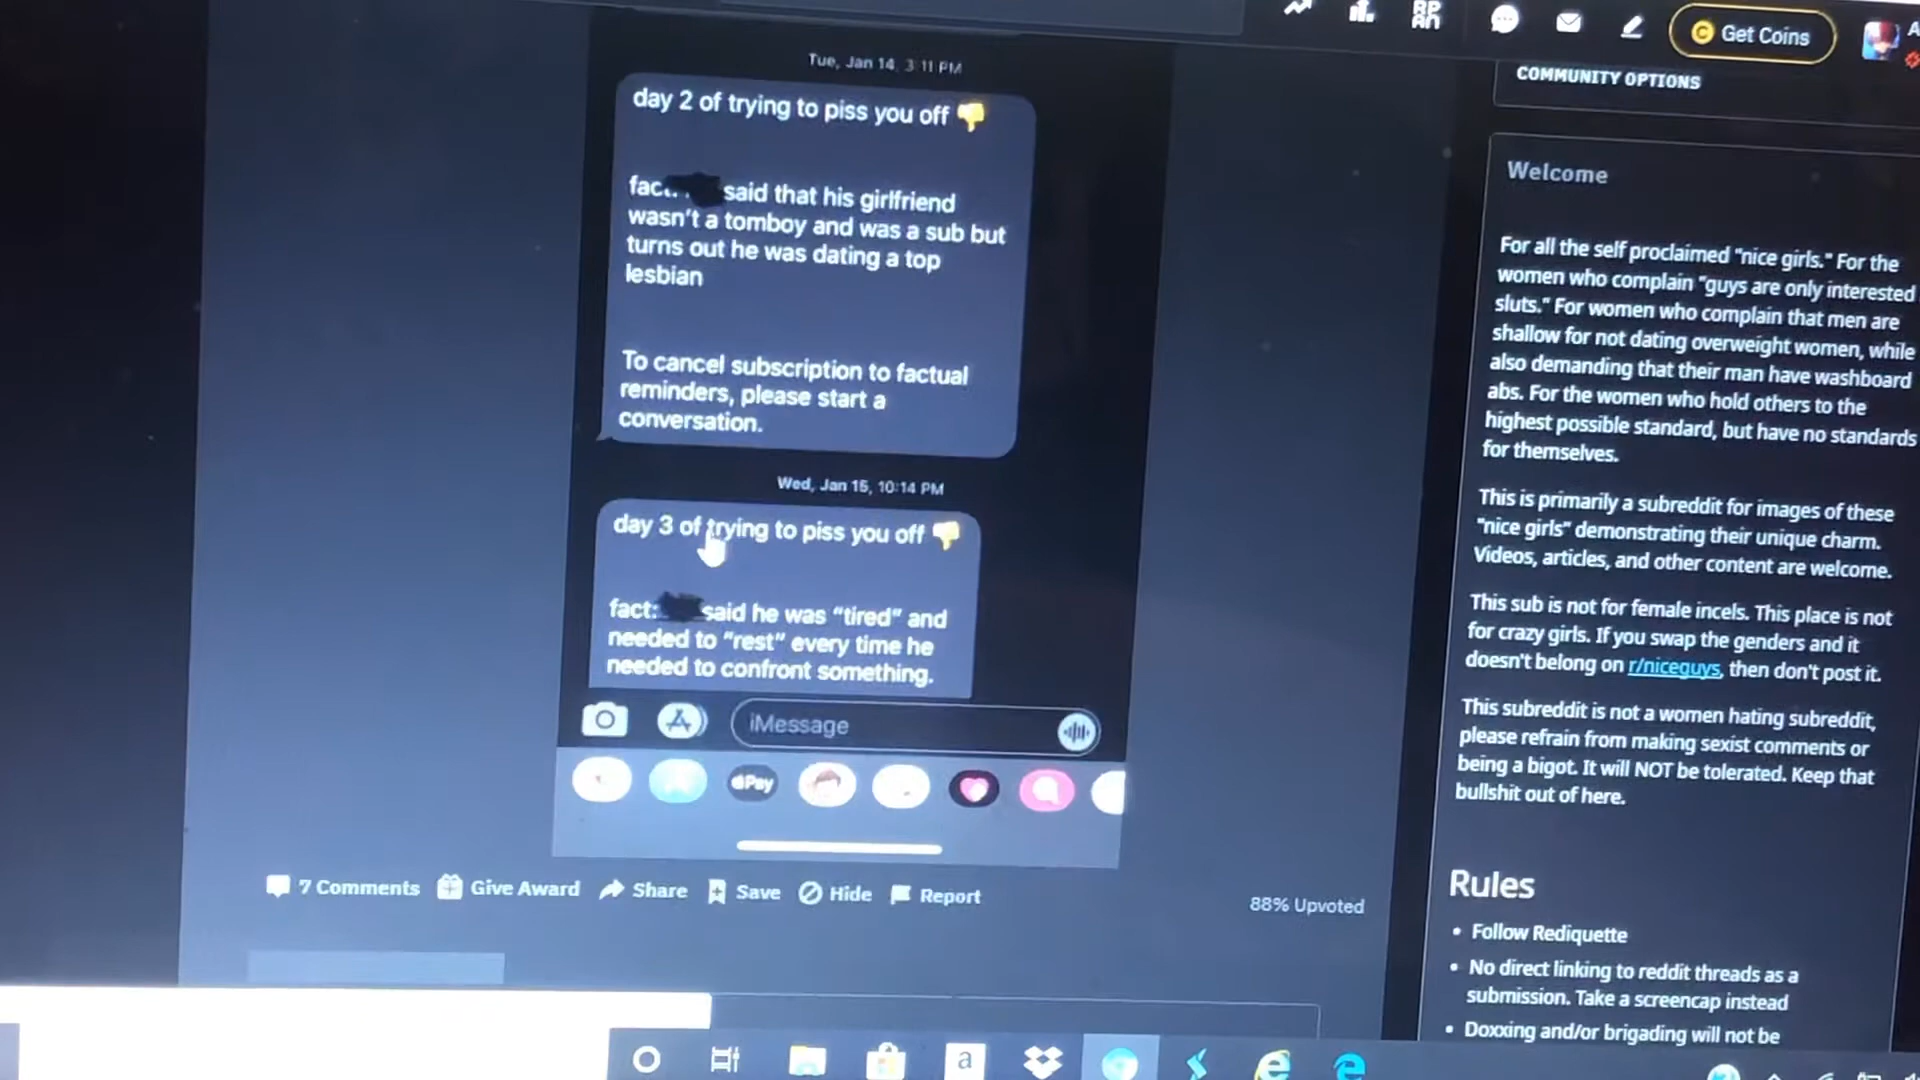 Get Coins
COMMUNITY OPTIONS
Tue, Jan 14, 3:11 PM
day 2 of trying to piss you off 👎
said that his girlfriend
wasn't a tomboy and was a sub but
turns out he was dating a top
lesbian
To cancel subscription to factual
reminders, please start a
conversation.
Wed, Jan 15, 10:14 PM
day 3 of trying to piss you off 👎
fact: said he was "tired" and
needed to "rest" every time he
needed to confront something.
iMessage
Pay
7 Comments Give Award Share Save Hide Report
88% Upvoted
Welcome
For all the self proclaimed "nice girls." For the
women who complain "guys are only interested
sluts." For women who complain that men are
shallow for not dating overweight women, while
also demanding that their man have washboard
abs. For the women who hold others to the
highest possible standard, but have no standards
for themselves.
This is primarily a subreddit for images of these
"nice girls" demonstrating their unique charm.
Videos, articles, and other content are welcome.
This sub is not for female incels. This place is not
for crazy girls. If you swap the genders and it
doesn't belong on r/niceguys, then don't post it.
This subreddit is not a women hating subreddit,
please refrain from making sexist comments or
being a bigot. It will NOT be tolerated. Keep that
bullshit out of here.
Rules
• Follow Rediquette
• No direct linking to reddit threads as a
submission. Take a screencap instead
• Doxxing and/or brigading will not be